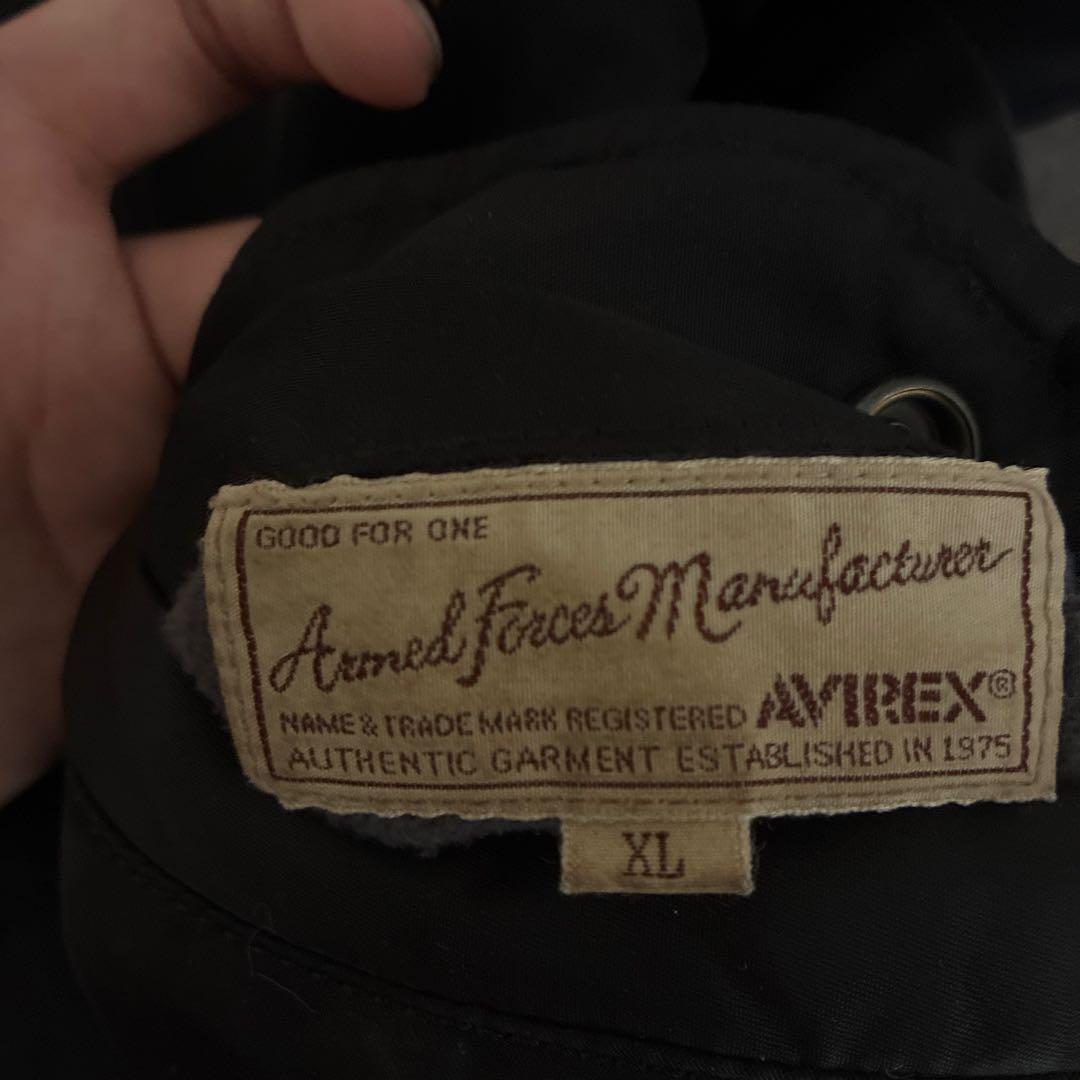 GOOD FOR ONE
Armed Forces Manufacturer
NAME & TRADE MARK REGISTERED AVIREX®
AUTHENTIC GARMENT ESTABLISHED IN 1975
XL